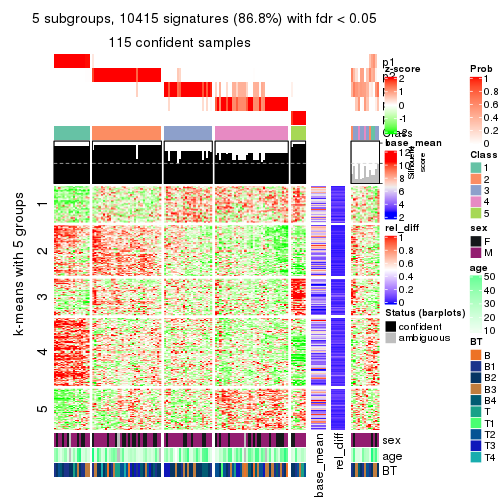 5 subgroups, 10415 signatures (86.8%) with fdr < 0.05
115 confident samples
p1
p2
Class
Silhouette
score
k-means with 5 groups
1
2
3
4
5
sex
age
BT
base_mean
rel_diff
z-score
2
1
0
-1
-2
base_mean
12
10
8
6
4
2
rel_diff
1
0.8
0.6
0.4
0.2
0
Status (barplots)
confident
ambiguous
Prob
1
0.8
0.6
0.4
0.2
0
Class
1
2
3
4
5
sex
F
M
age
50
40
30
20
10
BT
B
B1
B2
B3
B4
T
T1
T2
T3
T4